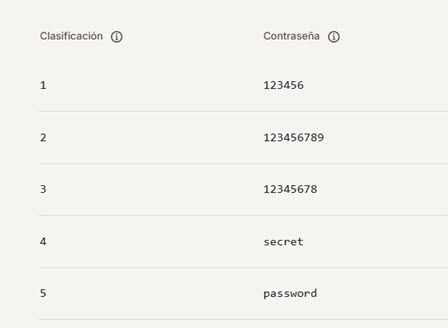 Clasificación Contraseña
1 123456
2 123456789
3 12345678
4 secret
5 password